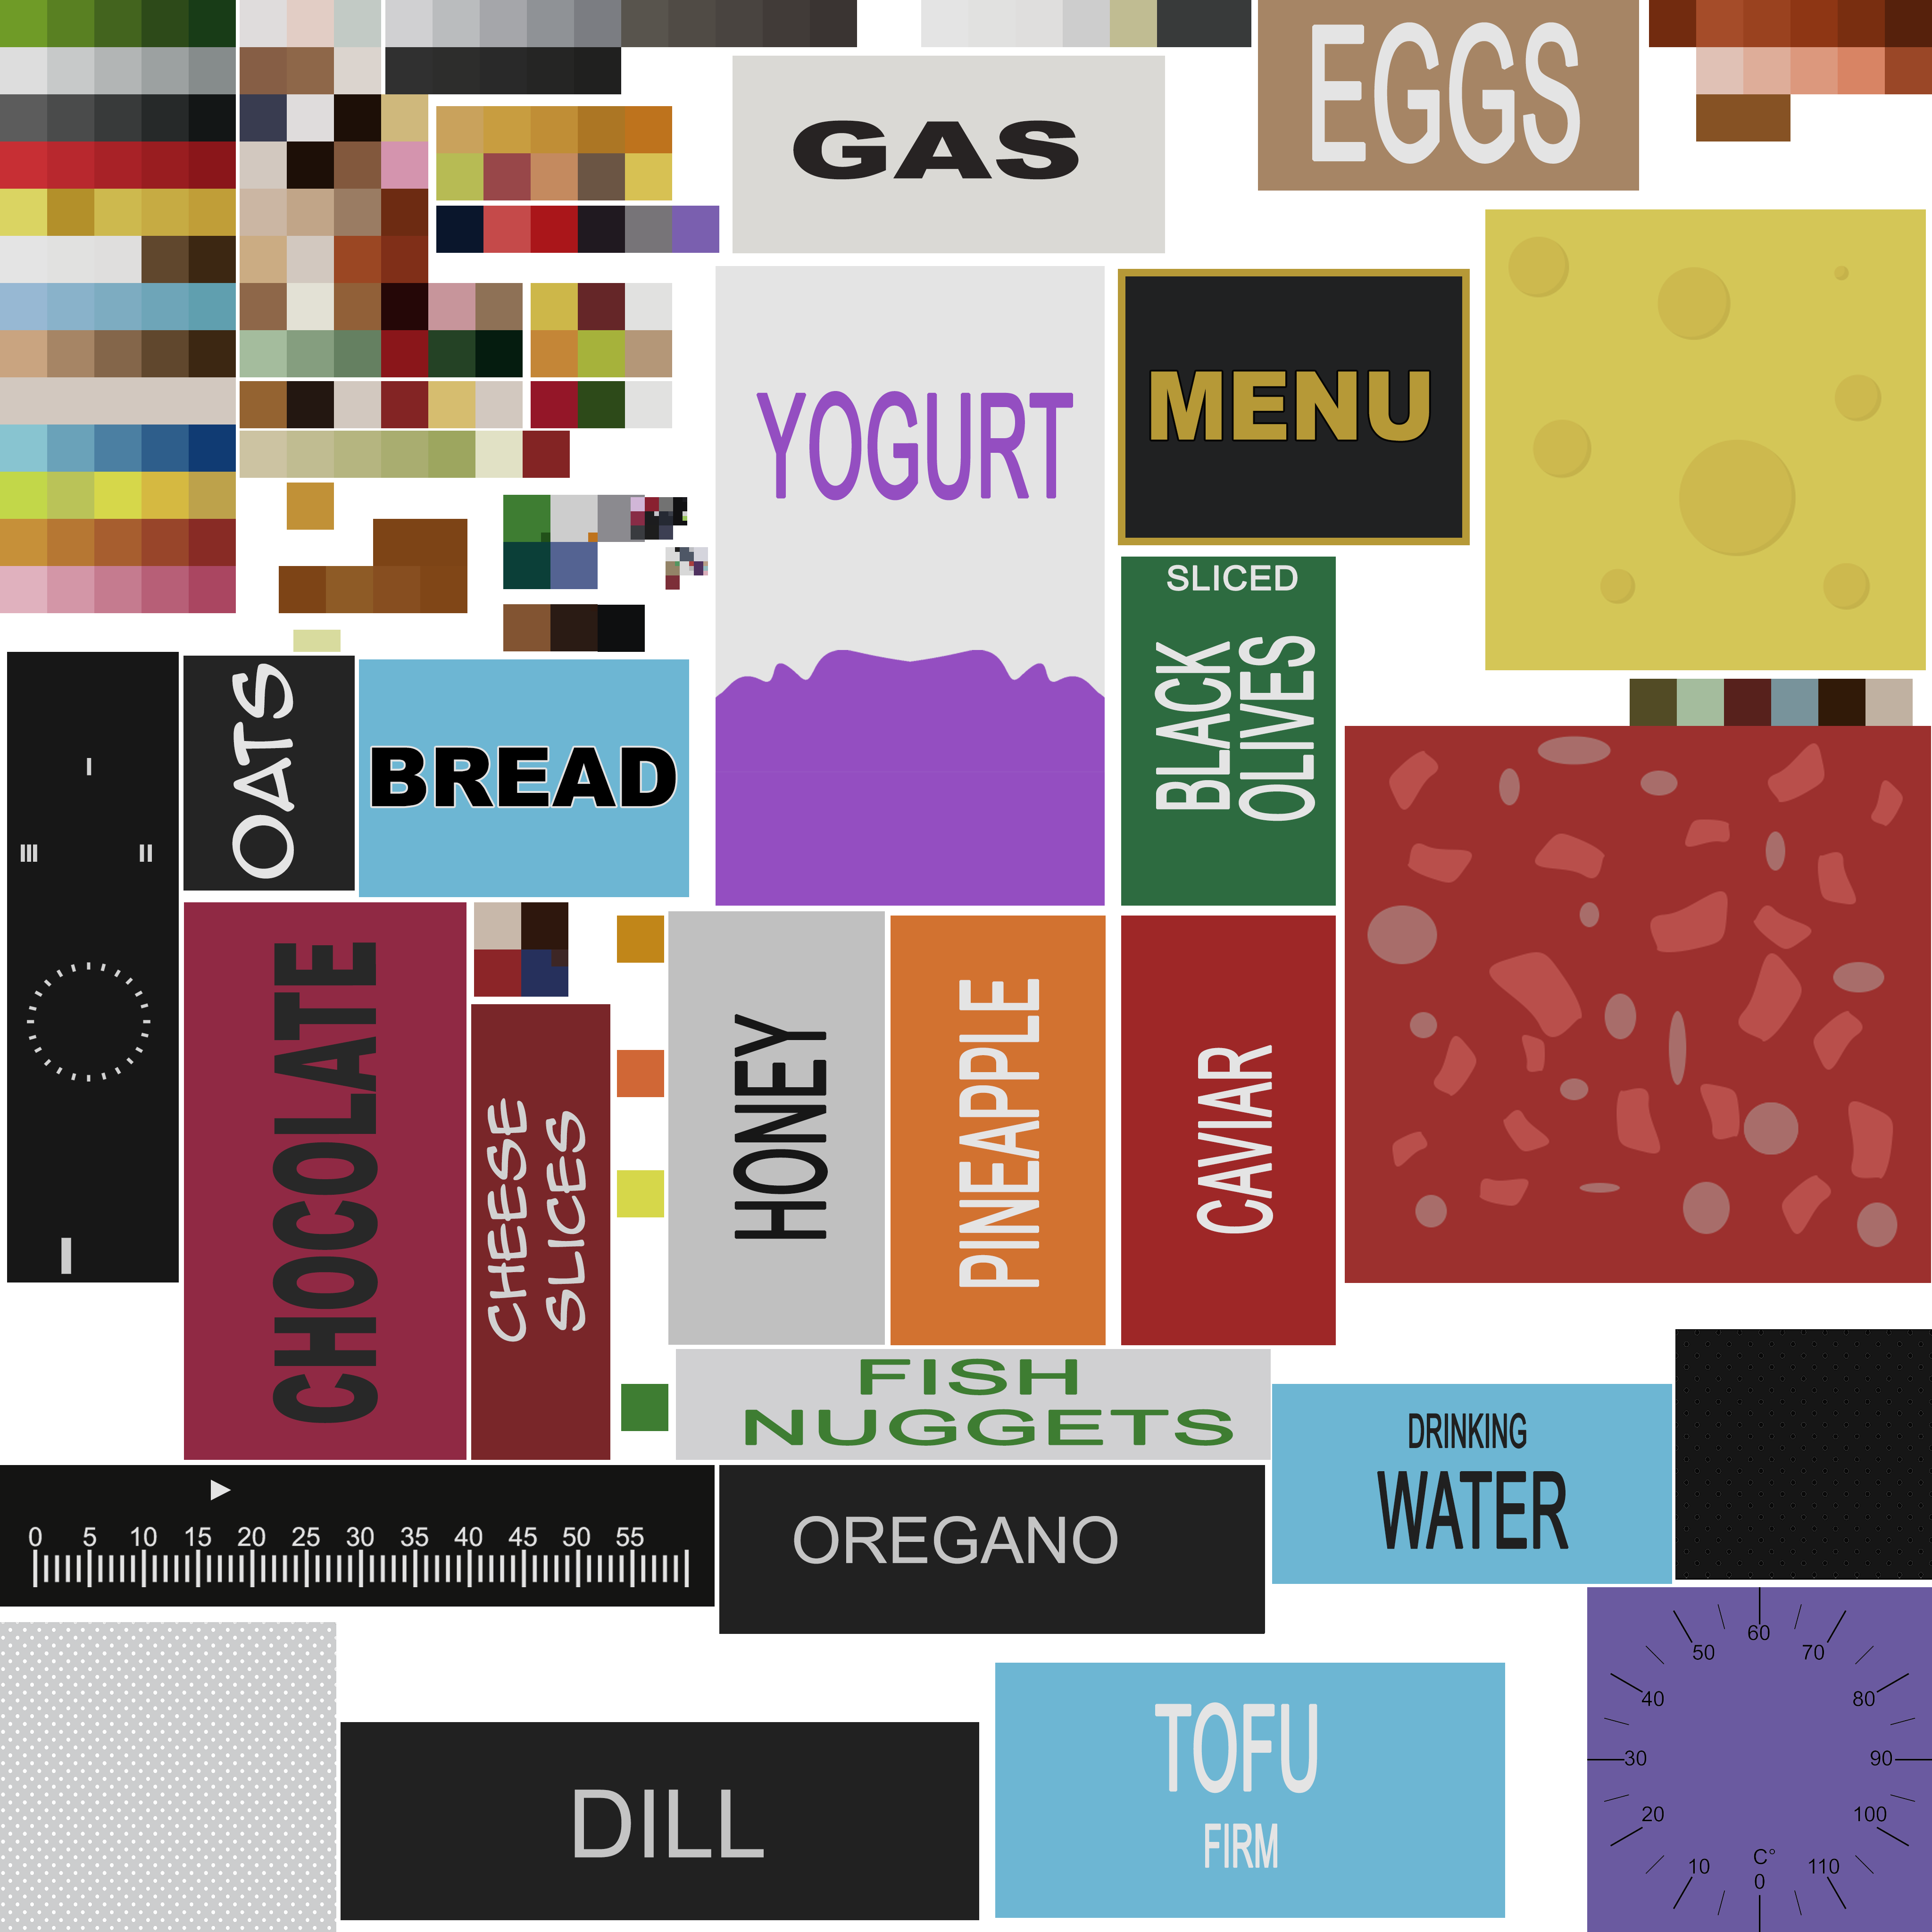 EGGS
GAS
YOGURT
MENU
SLICED
BLACK
OLIVES
OATS
BREAD
I
III
II
CHOCOLATE
CHEESE
SLICES
HONEY
PINEAPPLE
CAVIAR
FISH
NUGGETS
DRINKING
WATER
0 5 10 15 20 25 30 35 40 45 50 55
OREGANO
DILL
TOFU
FIRM
60
50 70
40 80
30 90
20 100
10 C° 110
0